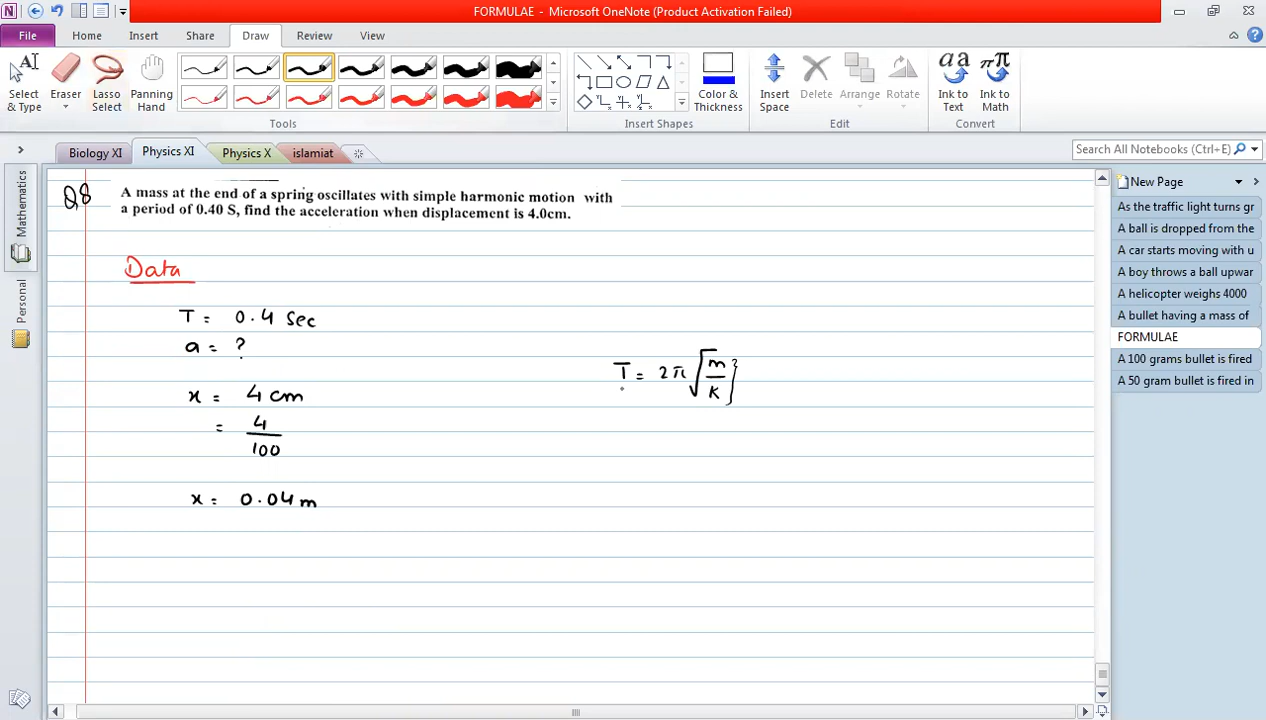 FORMULAE - Microsoft OneNote (Product Activation Failed)
File Home Insert Share Draw Review View
Select & Type
Eraser
Lasso Select
Panning Hand
Color & Thickness
Insert Space
Delete
Arrange
Rotate
Ink to Text
Ink to Math
Tools
Insert Shapes
Edit
Convert
Biology XI Physics XI Physics X islamiat
Search All Notebooks (Ctrl+E)
Mathematics
Personal
New Page
As the traffic light turns gr
A ball is dropped from the
A car starts moving with u
A boy throws a ball upwar
A helicopter weighs 4000
A bullet having a mass of
FORMULAE
A 100 grams bullet is fired
A 50 gram bullet is fired in
Q8 A mass at the end of a spring oscillates with simple harmonic motion with
a period of 0.40 S, find the acceleration when displacement is 4.0cm.
Data
T = 0.4 Sec
a = ?
x = 4 cm
= 4/100
x = 0.04 m
T = 2π√m/K}